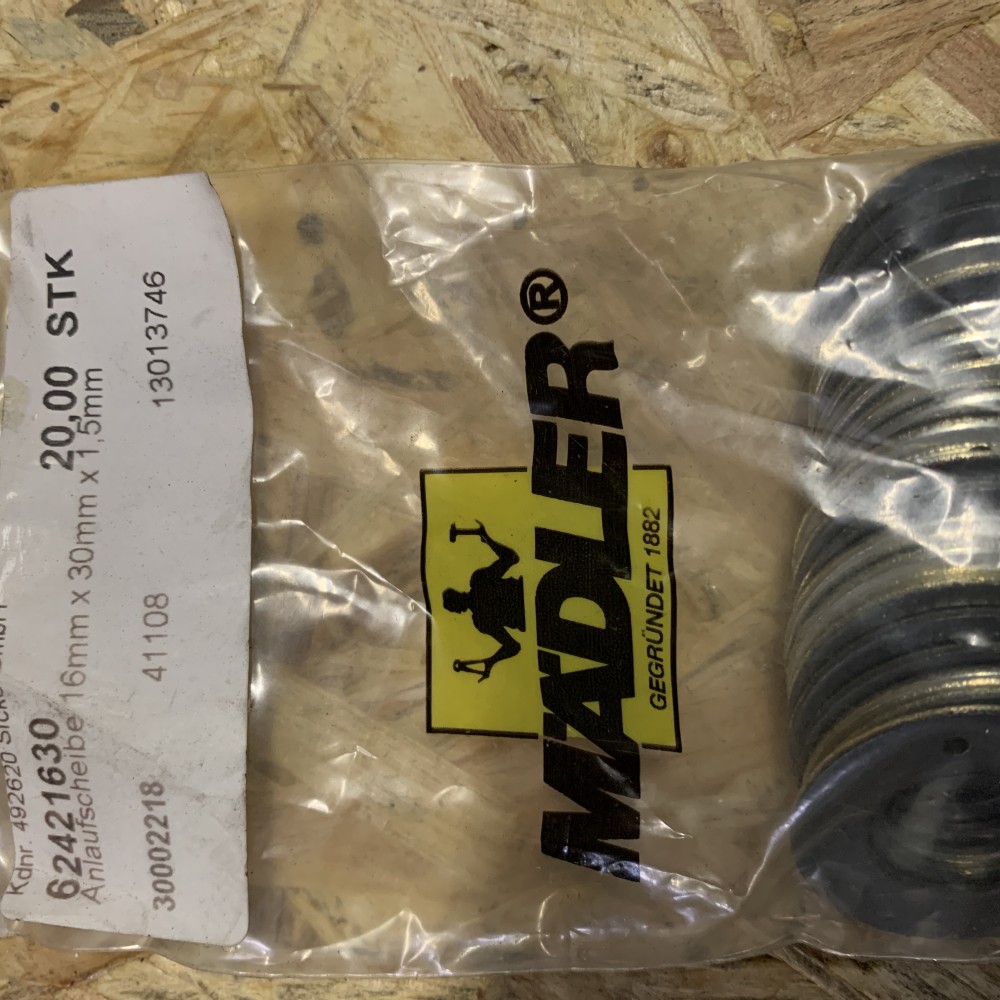 Kdnr. 492620
62421630 20,00 STK
Anlaufscheibe 16mm x 30mm x 1,5mm
30002218 41108 13013746
MÄDLER®
GEGRÜNDET 1882